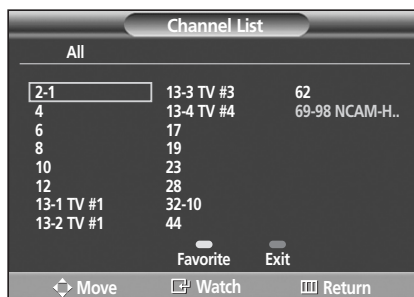 Channel List
All
2-1
4
6
8
10
12
13-1 TV #1
13-2 TV #1
13-3 TV #3
13-4 TV #4
17
19
23
28
32-10
44
62
69-98 NCAM-H..
Favorite Exit
Move Watch Return